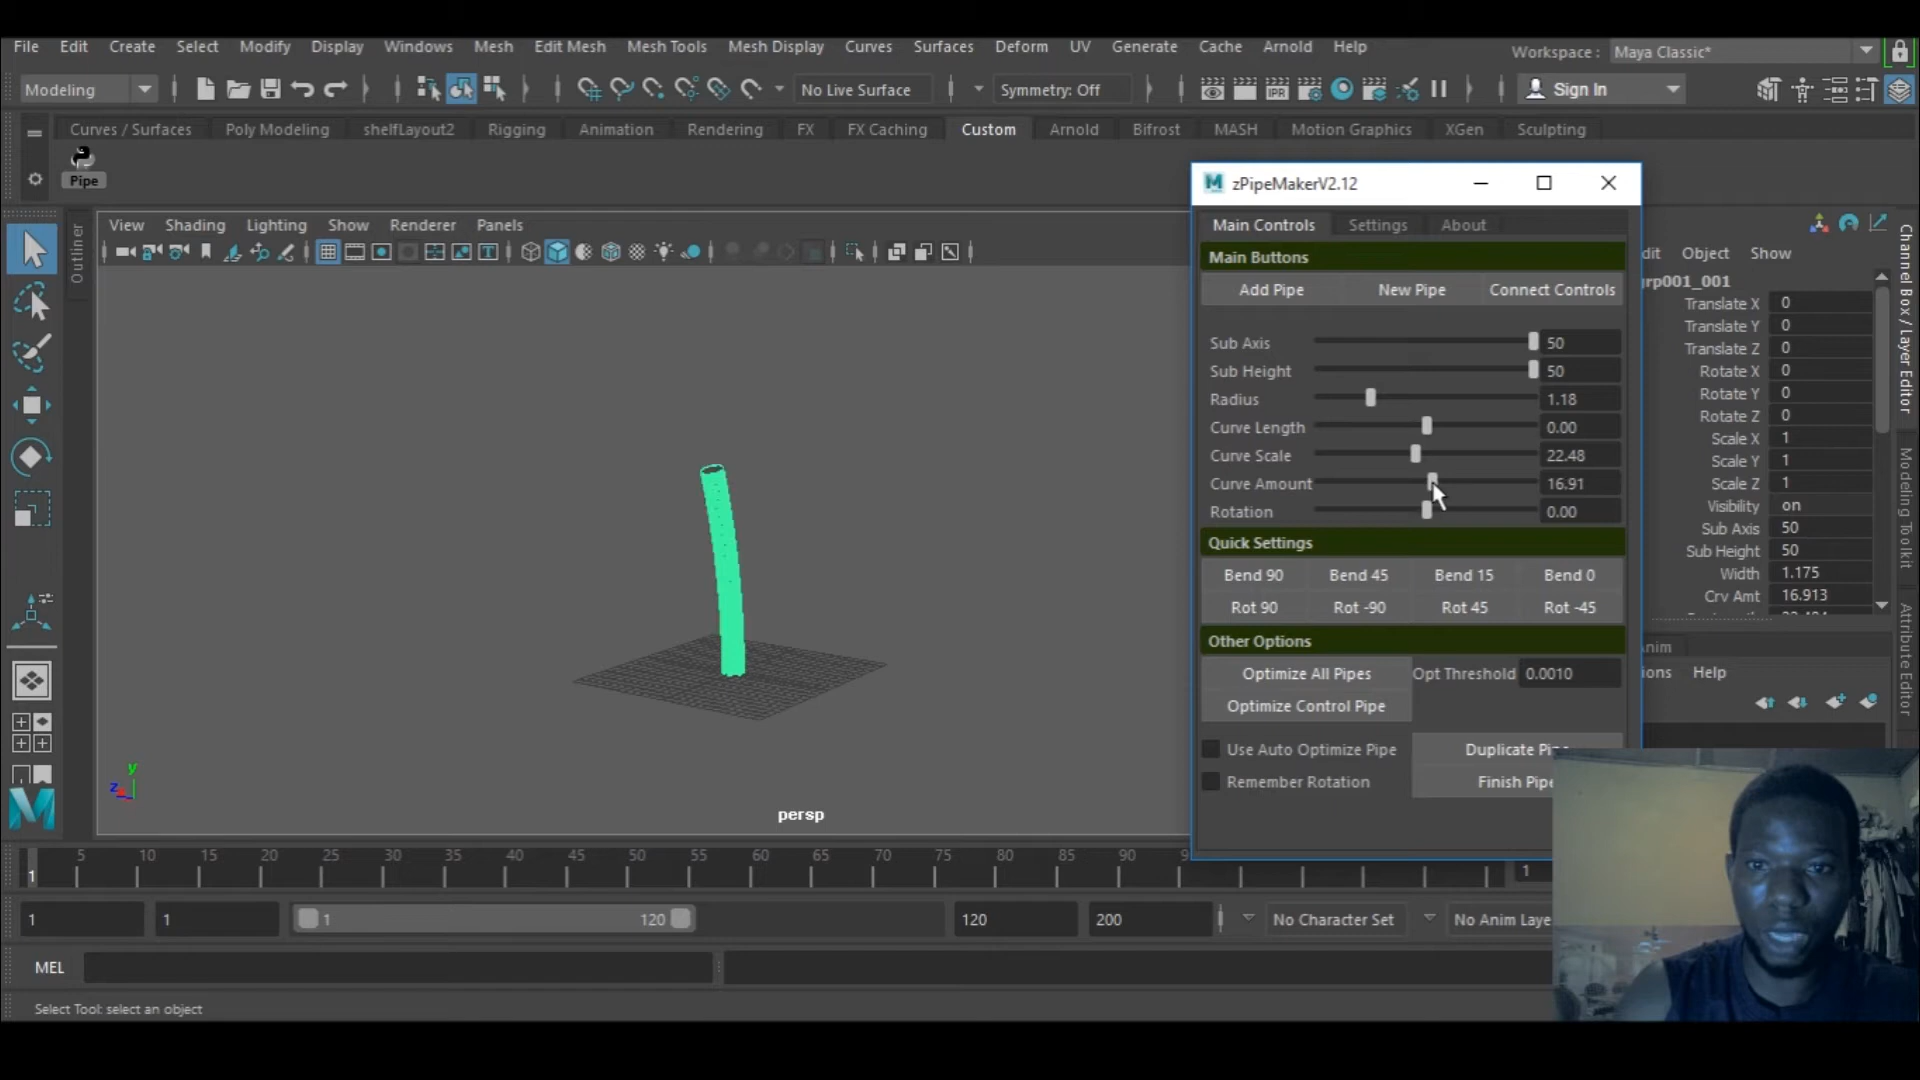 File Edit Create Select Modify Display Windows Mesh Edit Mesh Mesh Tools Mesh Display Curves Surfaces Deform UV Generate Cache Arnold Help Workspace : Maya Classic*
Modeling No Live Surface Symmetry: Off IPR Sign In
Curves / Surfaces Poly Modeling shelfLayout2 Rigging Animation Rendering FX FX Caching Custom Arnold Bifrost MASH Motion Graphics XGen Sculpting
Pipe
View Shading Lighting Show Renderer Panels
Outliner
zPipeMakerV2.12
Main Controls Settings About
Main Buttons
Add Pipe New Pipe Connect Controls
Sub Axis 50
Sub Height 50
Radius 1.18
Curve Length 0.00
Curve Scale 22.48
Curve Amount 16.91
Rotation 0.00
Quick Settings
Bend 90 Bend 45 Bend 15 Bend 0
Rot 90 Rot -90 Rot 45 Rot -45
Other Options
Optimize All Pipes Opt Threshold 0.0010
Optimize Control Pipe
Use Auto Optimize Pipe
Remember Rotation
Finish Pipe
Object Show
grp001_001
Translate X 0
Translate Y 0
Translate Z 0
Rotate X 0
Rotate Y 0
Rotate Z 0
Scale X 1
Scale Y 1
Scale Z 1
Visibility on
Sub Axis 50
Sub Height 50
Width 1.175
Crv Amt 16.913
Help
Channel Box / Layer Editor
Modeling Toolkit
Attribute Editor
y
z
persp
5 10 15 20 25 30 35 40 45 50 55 60 65 70 75 80 85 90
1 1
1 1 1 120 120 200 No Character Set
MEL
Select Tool: select an object